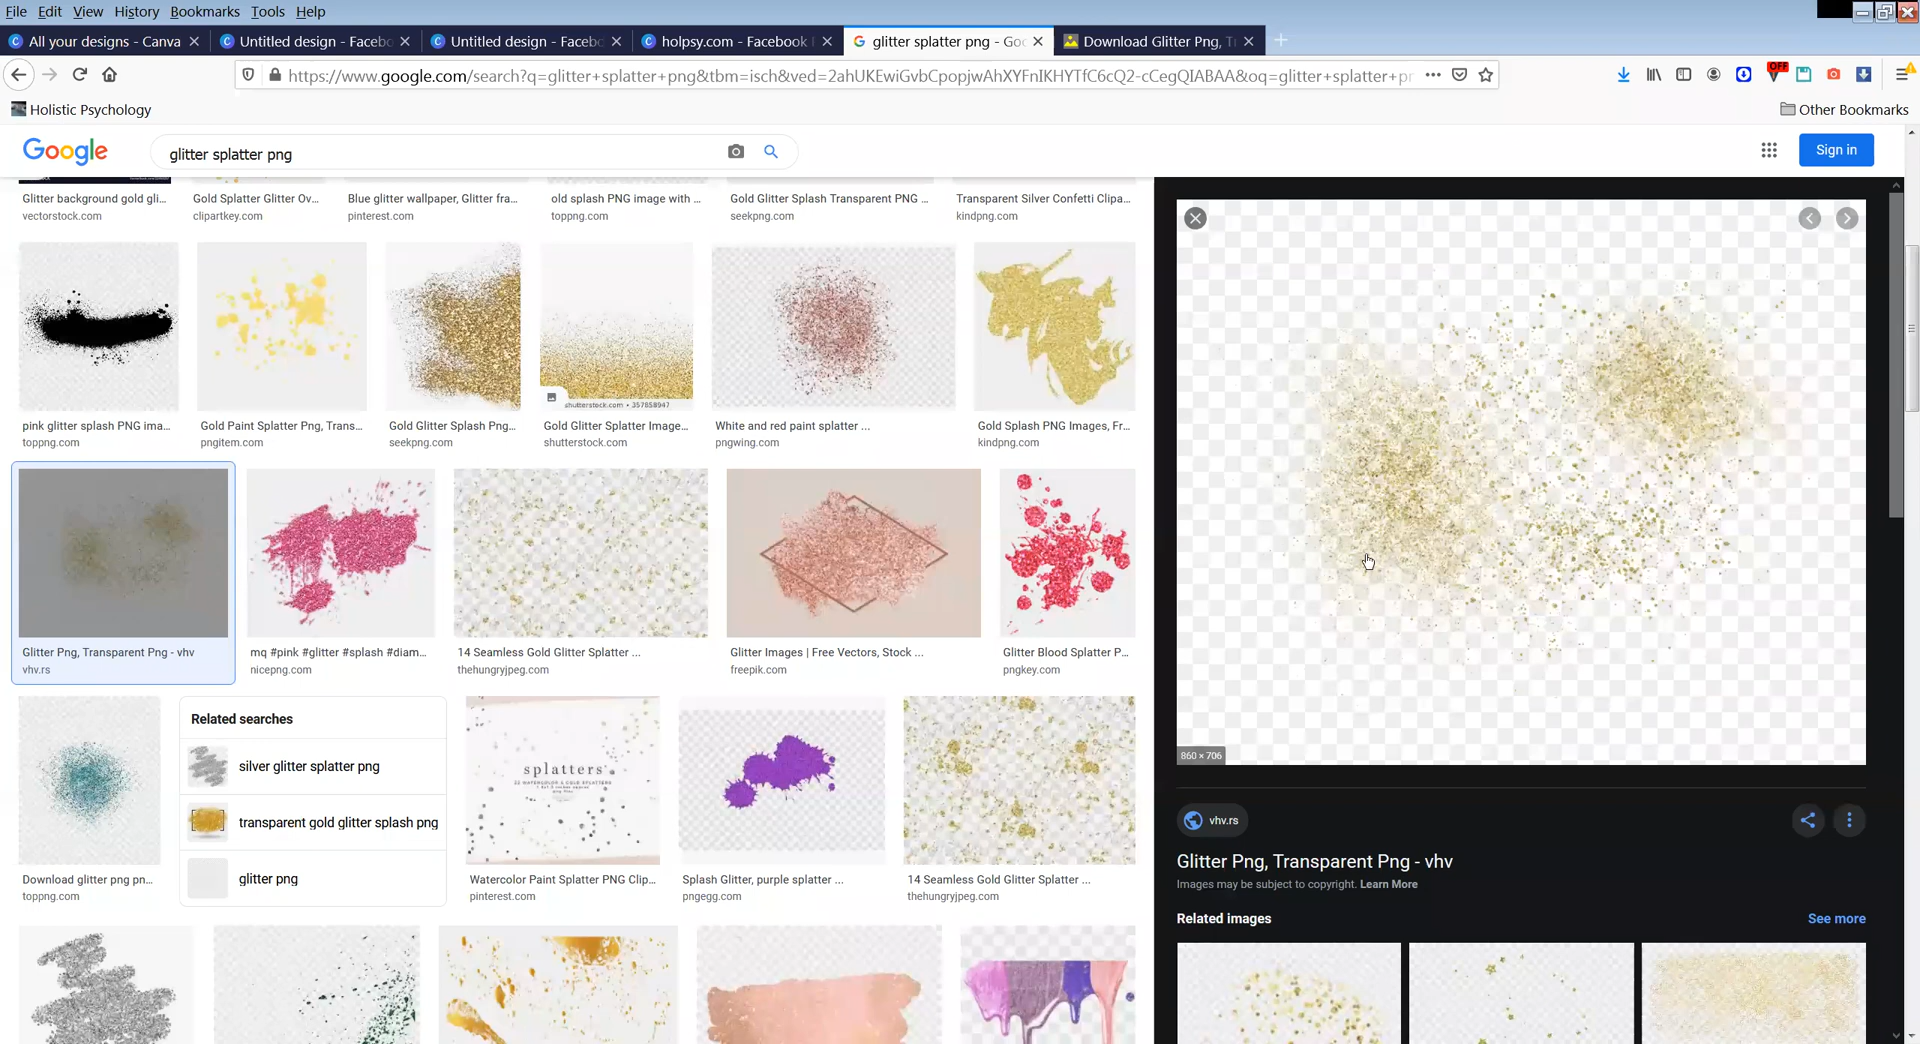 File Edit View History Bookmarks Tools Help
All your designs - Canva
Untitled design - Facebo
Untitled design - Facebo
holpsy.com - Facebook
glitter splatter png - Goo
Download Glitter Png, T
https://www.google.com/search?q=glitter+splatter+png&tbm=isch&ved=2ahUKEwiGvbCpopjwAhXYFnIKHYTfC6cQ2-cCegQIABAA&oq=glitter+splatter+pr
OFF
Holistic Psychology
Other Bookmarks
Google
glitter splatter png
Sign in
Glitter background gold gli...
vectorstock.com
Gold Splatter Glitter Ov...
clipartkey.com
Blue glitter wallpaper, Glitter fra...
pinterest.com
old splash PNG image with ...
toppng.com
Gold Glitter Splash Transparent PNG ...
seekpng.com
Transparent Silver Confetti Clipa...
kindpng.com
shutterstock.com • 357858947
pink glitter splash PNG ima...
toppng.com
Gold Paint Splatter Png, Trans...
pngitem.com
Gold Glitter Splash Png...
seekpng.com
Gold Glitter Splatter Image...
shutterstock.com
White and red paint splatter ...
pngwing.com
Gold Splash PNG Images, Fr...
kindpng.com
Glitter Png, Transparent Png - vhv
vhv.rs
mq #pink #glitter #splash #diam...
nicepng.com
14 Seamless Gold Glitter Splatter ...
thehungryjpeg.com
Glitter Images | Free Vectors, Stock ...
freepik.com
Glitter Blood Splatter P...
pngkey.com
Related searches
silver glitter splatter png
transparent gold glitter splash png
glitter png
splatters
Download glitter png pn...
toppng.com
Watercolor Paint Splatter PNG Clip...
pinterest.com
Splash Glitter, purple splatter ...
pngegg.com
14 Seamless Gold Glitter Splatter ...
thehungryjpeg.com
860 × 706
vhv.rs
Glitter Png, Transparent Png - vhv
Images may be subject to copyright. Learn More
Related images
See more